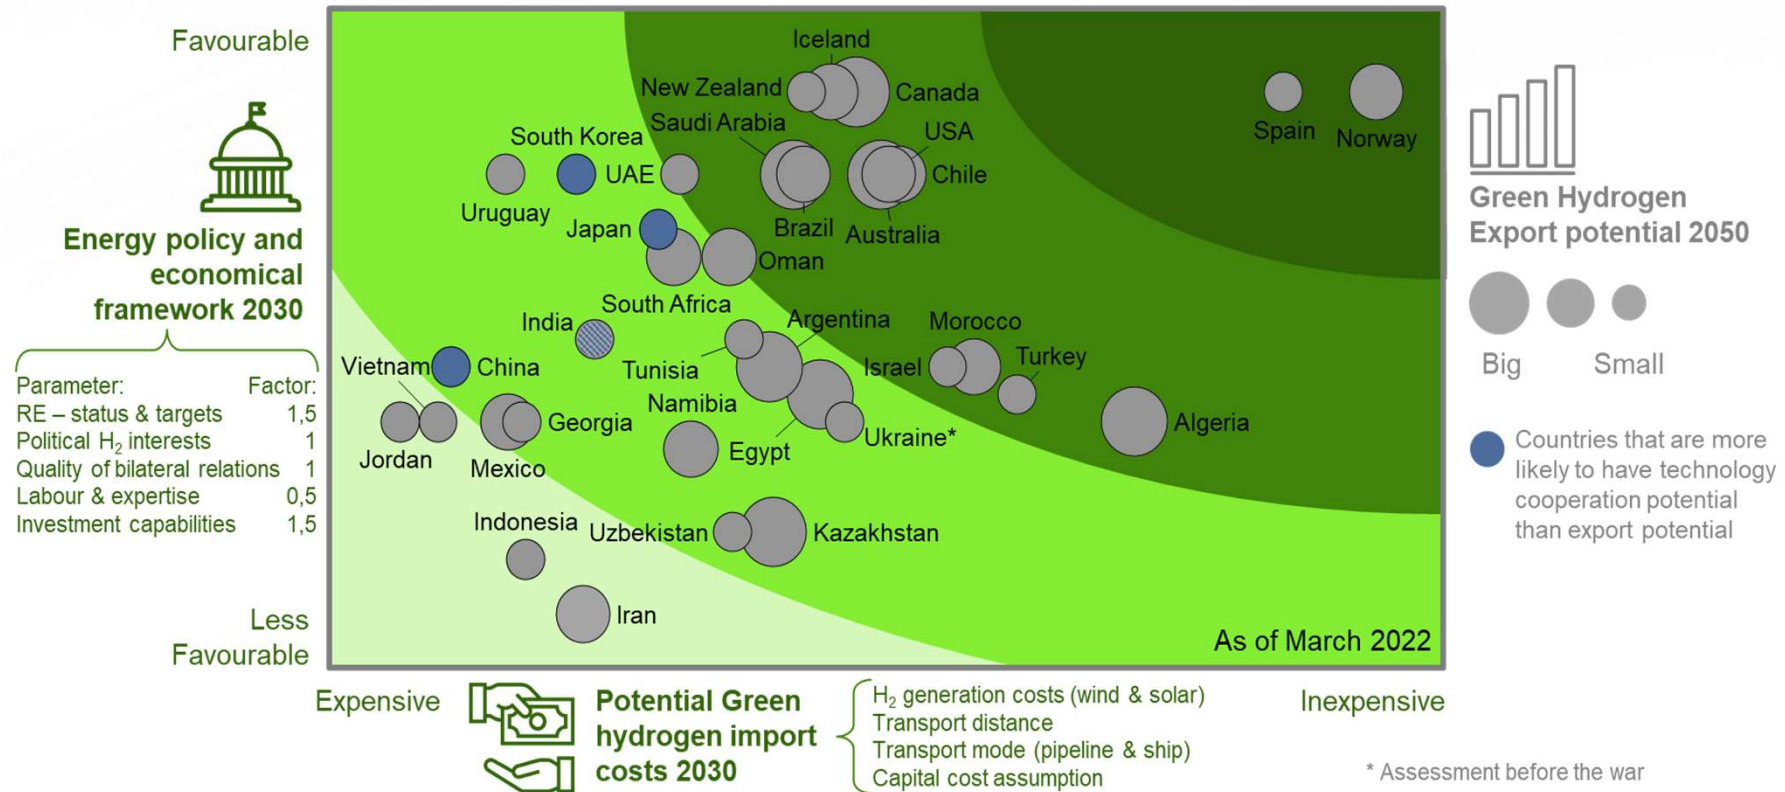 Favourable
Energy policy and
economical
framework 2030
Parameter: Factor:
RE – status & targets 1,5
Political H₂ interests 1
Quality of bilateral relations 1
Labour & expertise 0,5
Investment capabilities 1,5
Less
Favourable
Iceland
New Zealand
Canada
Saudi Arabia
USA
South Korea
UAE
Chile
Spain
Norway
Uruguay
Japan
Brazil
Australia
Oman
South Africa
India
Argentina
Morocco
Vietnam
China
Tunisia
Israel
Turkey
Namibia
Georgia
Ukraine*
Algeria
Jordan
Mexico
Egypt
Indonesia
Uzbekistan
Kazakhstan
Iran
As of March 2022
Green Hydrogen
Export potential 2050
Big Small
Countries that are more
likely to have technology
cooperation potential
than export potential
Expensive
Potential Green
hydrogen import
costs 2030
H₂ generation costs (wind & solar)
Transport distance
Transport mode (pipeline & ship)
Capital cost assumption
Inexpensive
* Assessment before the war